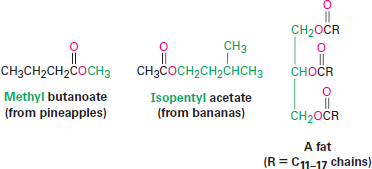 O
CH3CH2CH2COCH3
Methyl butanoate
(from pineapples)
O CH3
CH3COCH2CH2CHCH3
Isopentyl acetate
(from bananas)
O
CH2OCR
O
CHOCR
O
CH2OCR
A fat
(R = C11–17 chains)